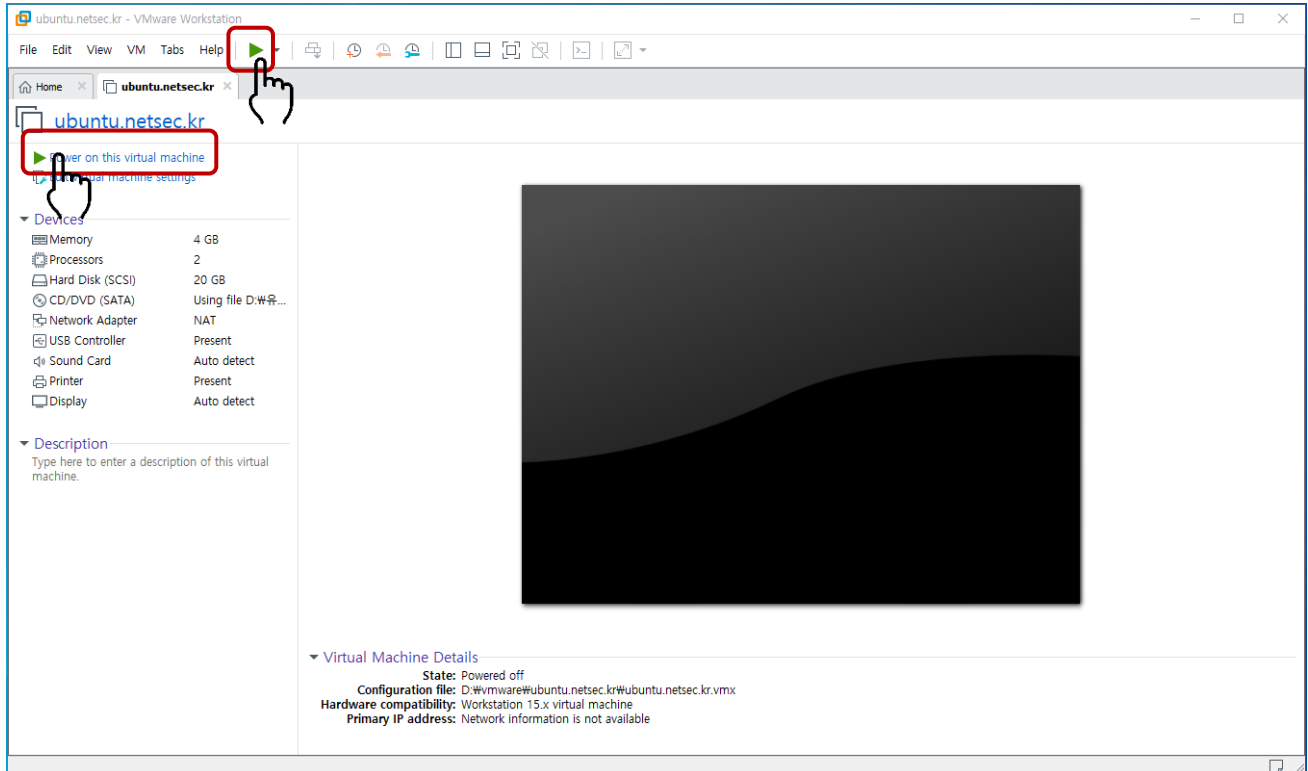 ubuntu.netsec.kr - VMware Workstation
File Edit View VM Tabs Help
Home ubuntu.netsec.kr
ubuntu.netsec.kr
Power on this virtual machine
virtual machine settings
Devices
Memory 4 GB
Processors 2
Hard Disk (SCSI) 20 GB
CD/DVD (SATA) Using file D:₩유...
Network Adapter NAT
USB Controller Present
Sound Card Auto detect
Printer Present
Display Auto detect
Description
Type here to enter a description of this virtual
machine.
Virtual Machine Details
State: Powered off
Configuration file: D:₩vmware₩ubuntu.netsec.kr₩ubuntu.netsec.kr.vmx
Hardware compatibility: Workstation 15.x virtual machine
Primary IP address: Network information is not available